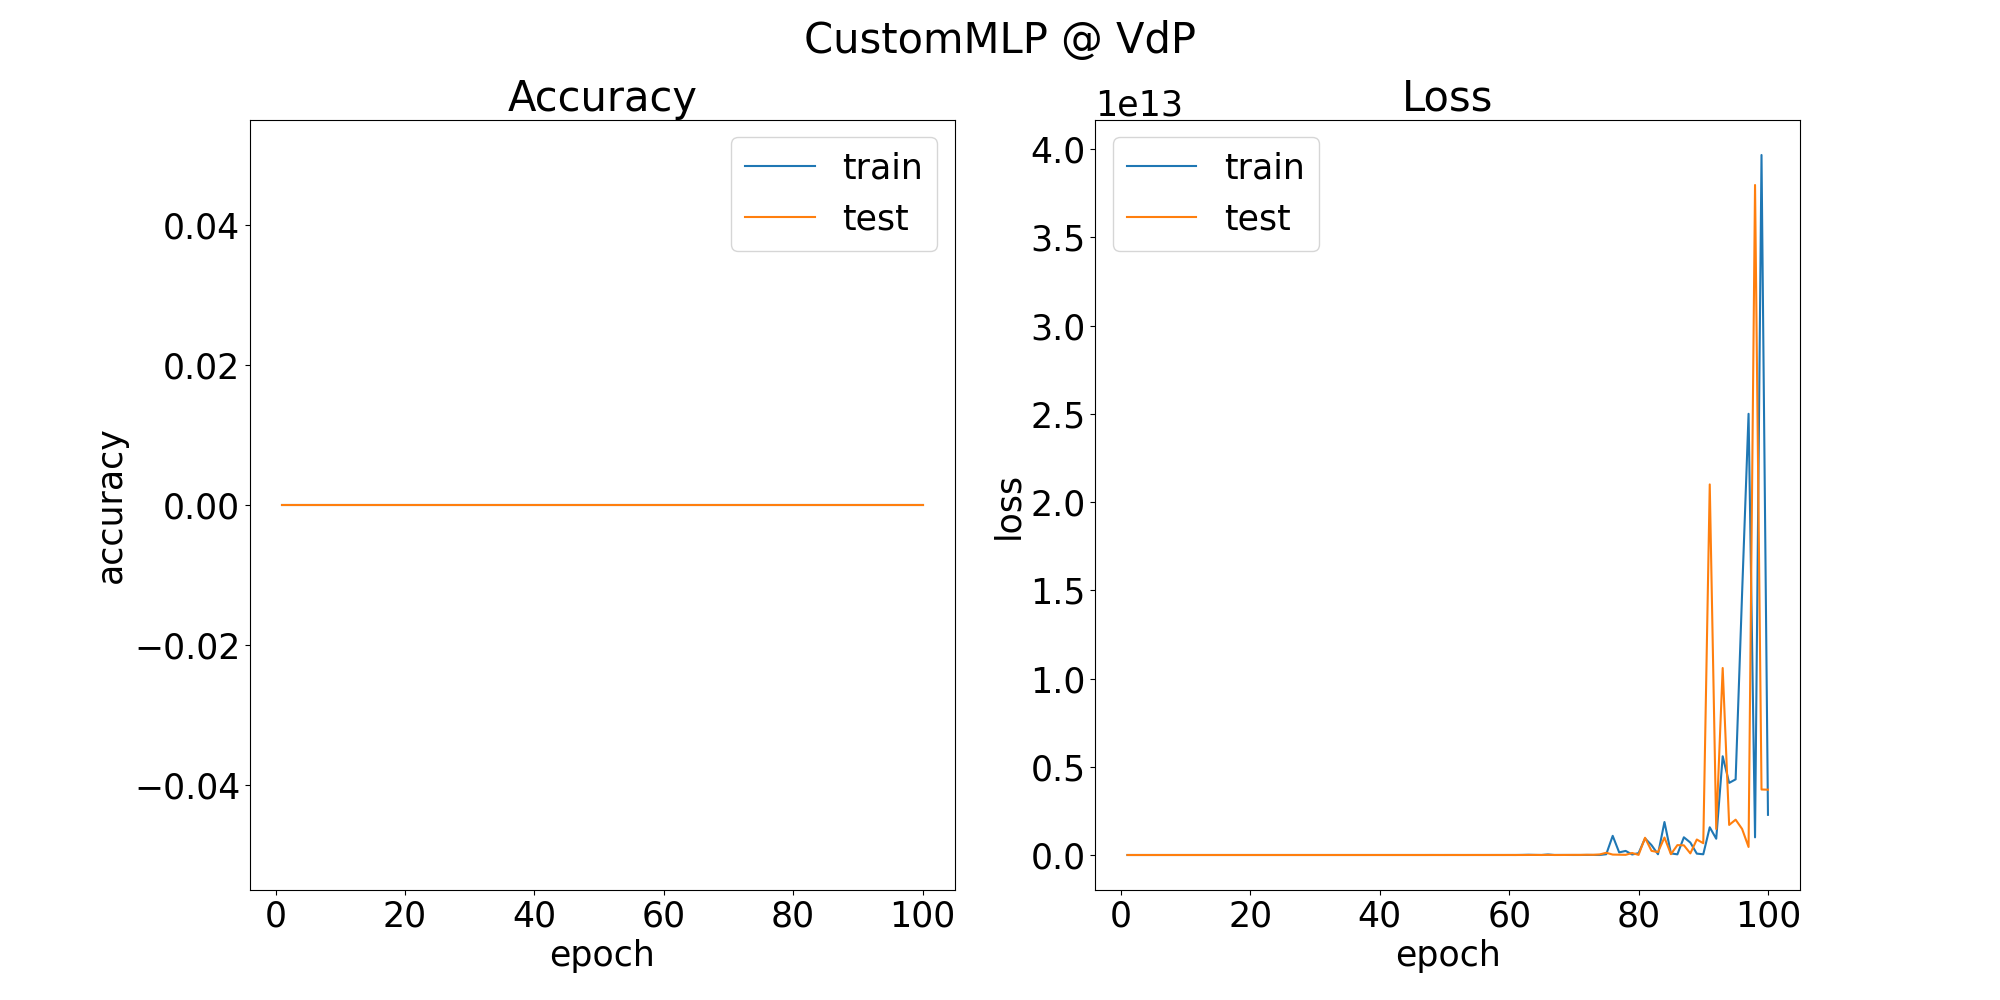 CustomMLP @ VdP
Accuracy
train
test
0.04
0.02
0.00
−0.02
−0.04
accuracy
0 20 40 60 80 100
epoch
Loss
1e13
train
test
4.0
3.5
3.0
2.5
2.0
1.5
1.0
0.5
0.0
loss
0 20 40 60 80 100
epoch